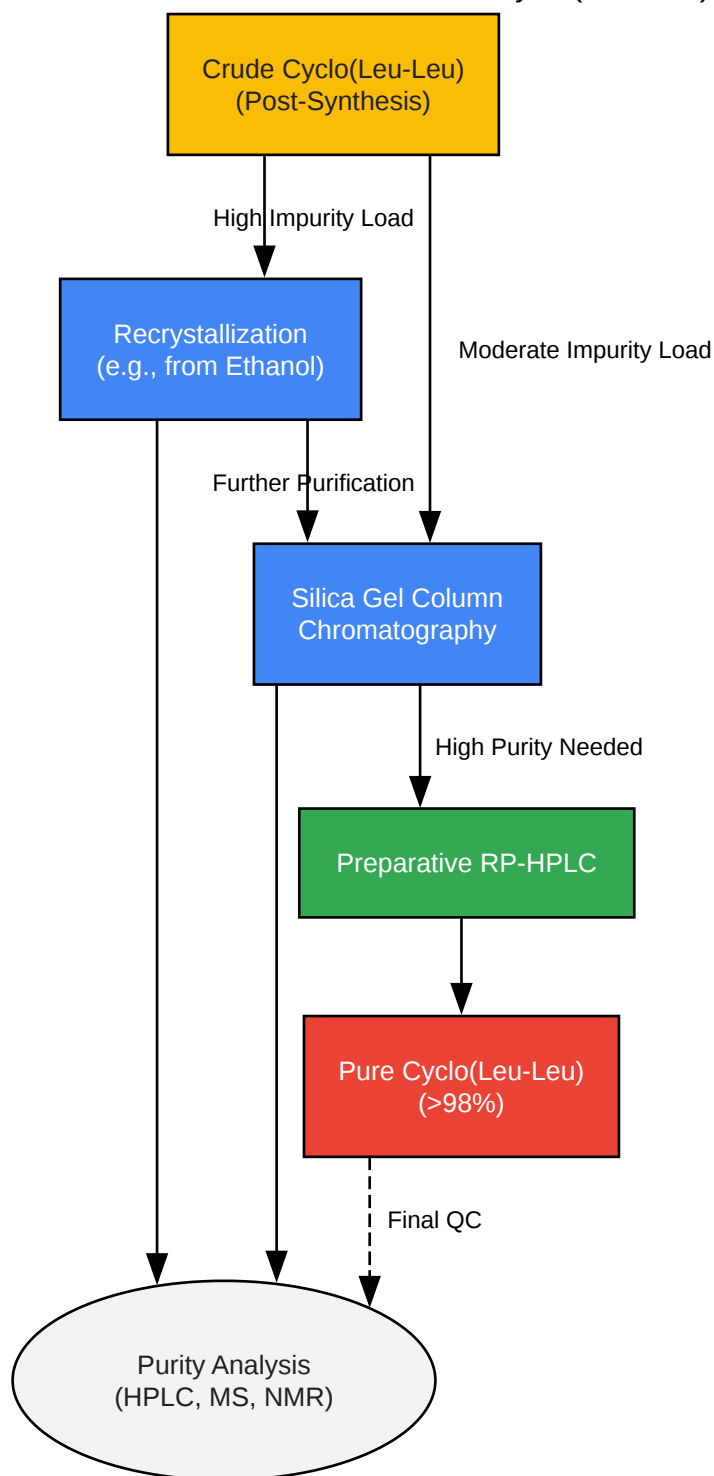 Crude Cyclo(Leu-Leu)
(Post-Synthesis)
High Impurity Load
Recrystallization
(e.g., from Ethanol)
Moderate Impurity Load
Further Purification
Silica Gel Column
Chromatography
High Purity Needed
Preparative RP-HPLC
Pure Cyclo(Leu-Leu)
(>98%)
Final QC
Purity Analysis
(HPLC, MS, NMR)